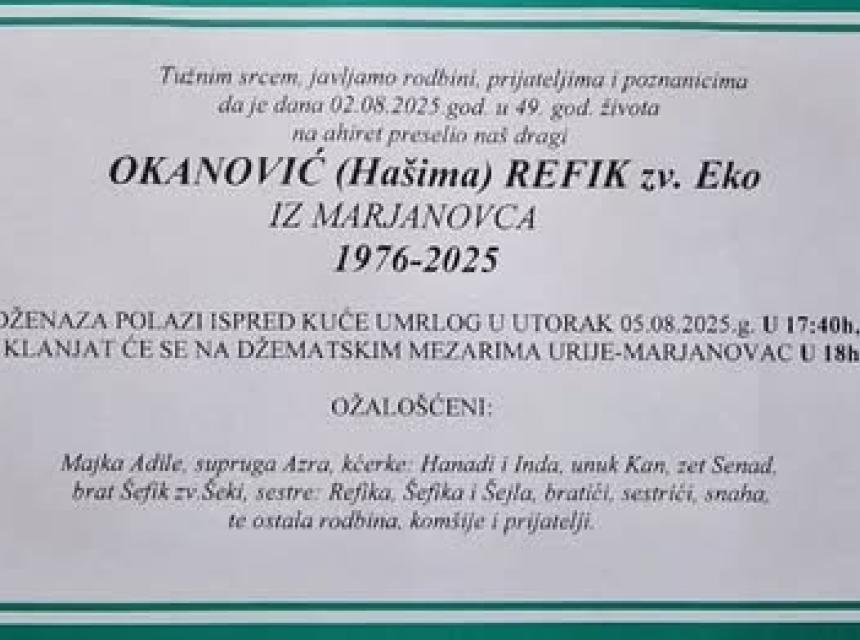 Tužnim srcem, javljamo rodbini, prijateljima i poznanicima
da je dana 02.08.2025 god. u 49. god. života
na ahiret preselio naš dragi
OKANOVIĆ (Hašima) REFIK zv. Eko
IZ MARJANOVCA
1976-2025
DŽENAZA POLAZI ISPRED KUĆE UMRLOG U UTORAK 05.08.2025.g. U 17:40h,
KLANJAT ĆE SE NA DŽEMATSKIM MEZARIMA URIJE-MARJANOVAC U 18h
OŽALOŠĆENI:
Majka Adile, supruga Azra, kćerke: Hanadi i Inda, unuk Kan, zet Senad,
brat Šefik zv.Šeki, sestre: Refika, Šefika i Šejla, bratići, sestrići, snaha,
te ostala rodbina, komšije i prijatelji.